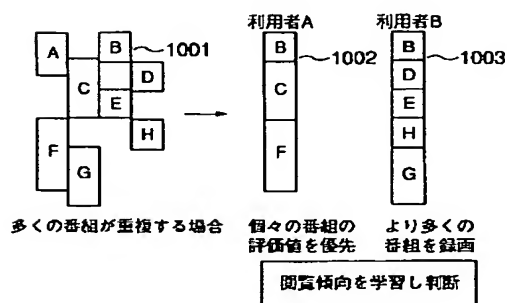 利用者A
利用者B
A
B
1001
C
D
E
F
G
H
B
1002
C
F
B
1003
D
E
H
G
多くの番組が重複する場合
個々の番組の
評価値を優先
より多くの
番組を録画
閲覧傾向を学習し判断